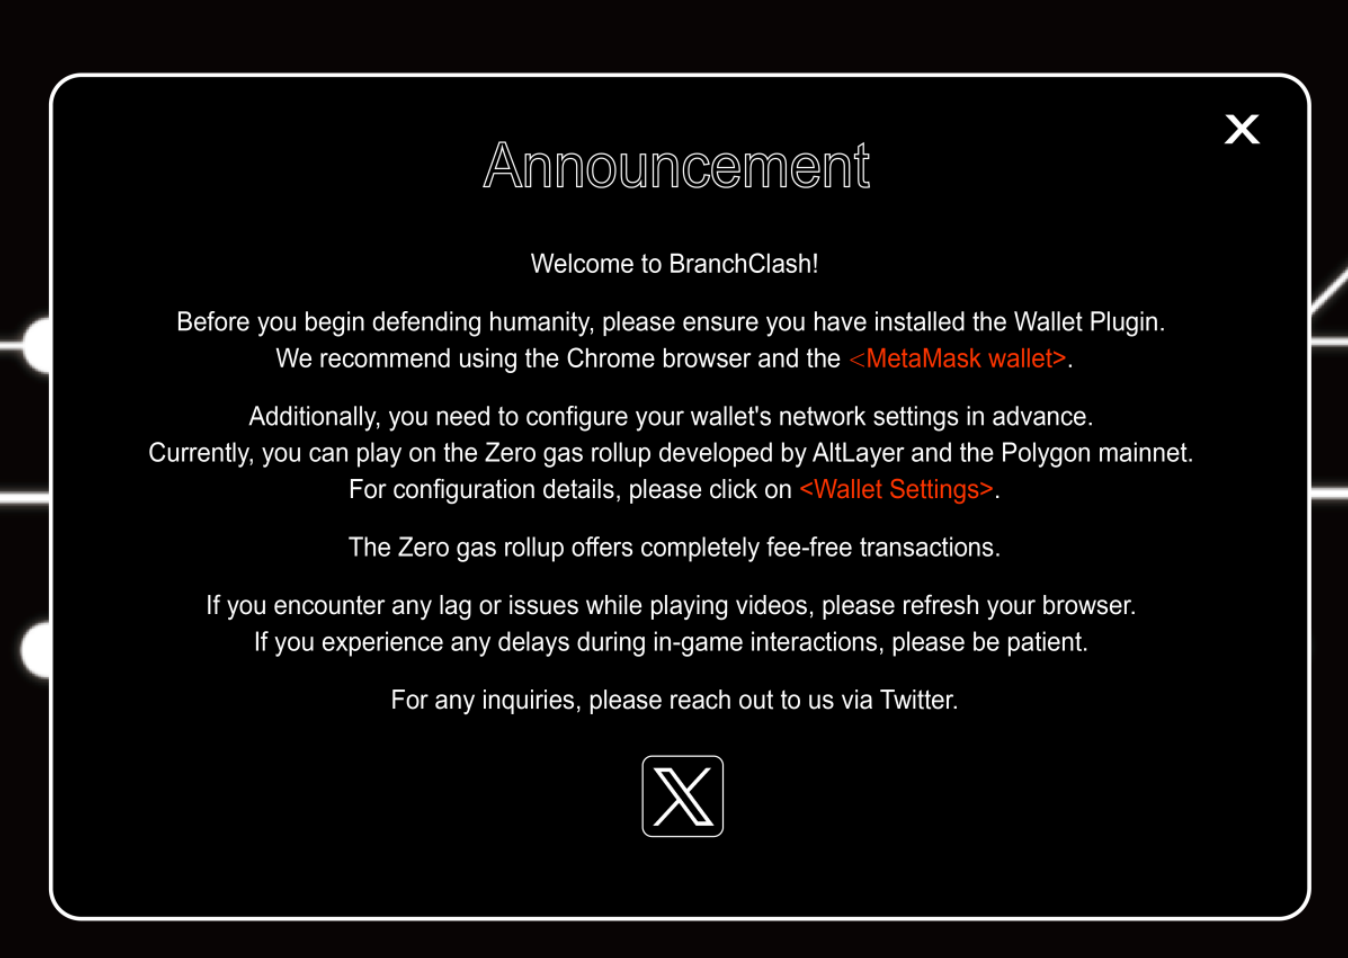 Announcement
Welcome to BranchClash!
Before you begin defending humanity, please ensure you have installed the Wallet Plugin.
We recommend using the Chrome browser and the <MetaMask wallet>.
Additionally, you need to configure your wallet's network settings in advance.
Currently, you can play on the Zero gas rollup developed by AltLayer and the Polygon mainnet.
For configuration details, please click on <Wallet Settings>.
The Zero gas rollup offers completely fee-free transactions.
If you encounter any lag or issues while playing videos, please refresh your browser.
If you experience any delays during in-game interactions, please be patient.
For any inquiries, please reach out to us via Twitter.